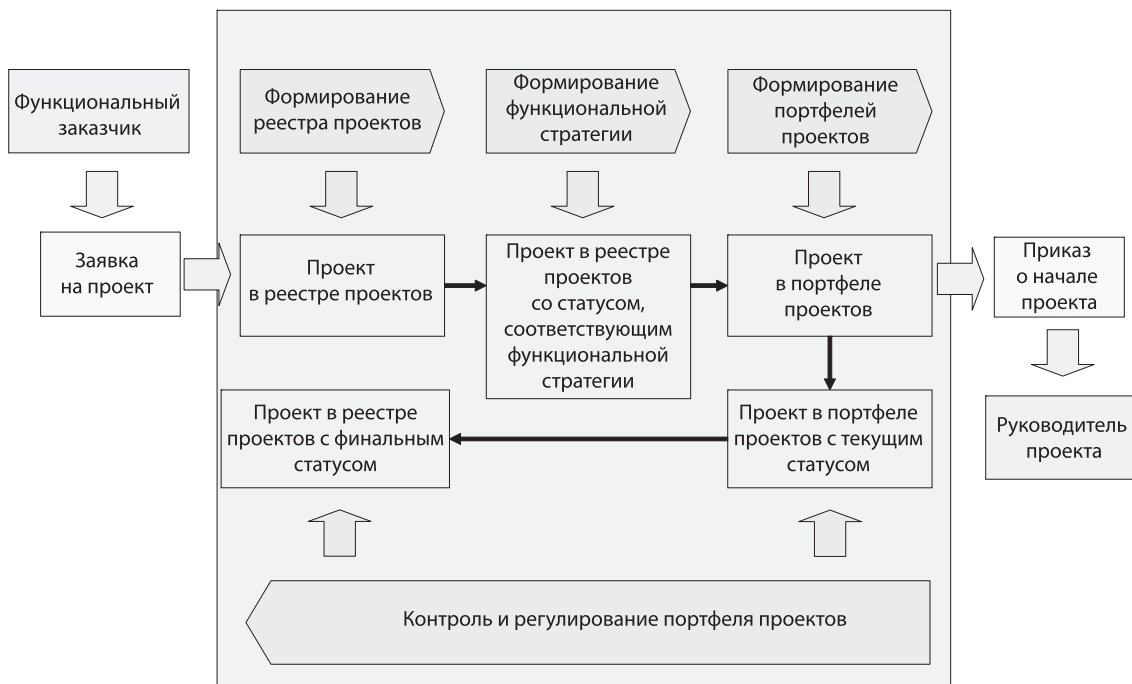 Функциональный
заказчик
Формирование
реестра проектов
Формирование
функциональной
стратегии
Формирование
портфелей
проектов
Заявка
на проект
Проект
в реестре проектов
Проект в реестре
проектов
со статусом,
соответствующим
функциональной
стратегии
Проект
в портфеле
проектов
Приказ
о начале
проекта
Проект в реестре
проектов с финальным
статусом
Проект в портфеле
проектов с текущим
статусом
Руководитель
проекта
Контроль и регулирование портфеля проектов